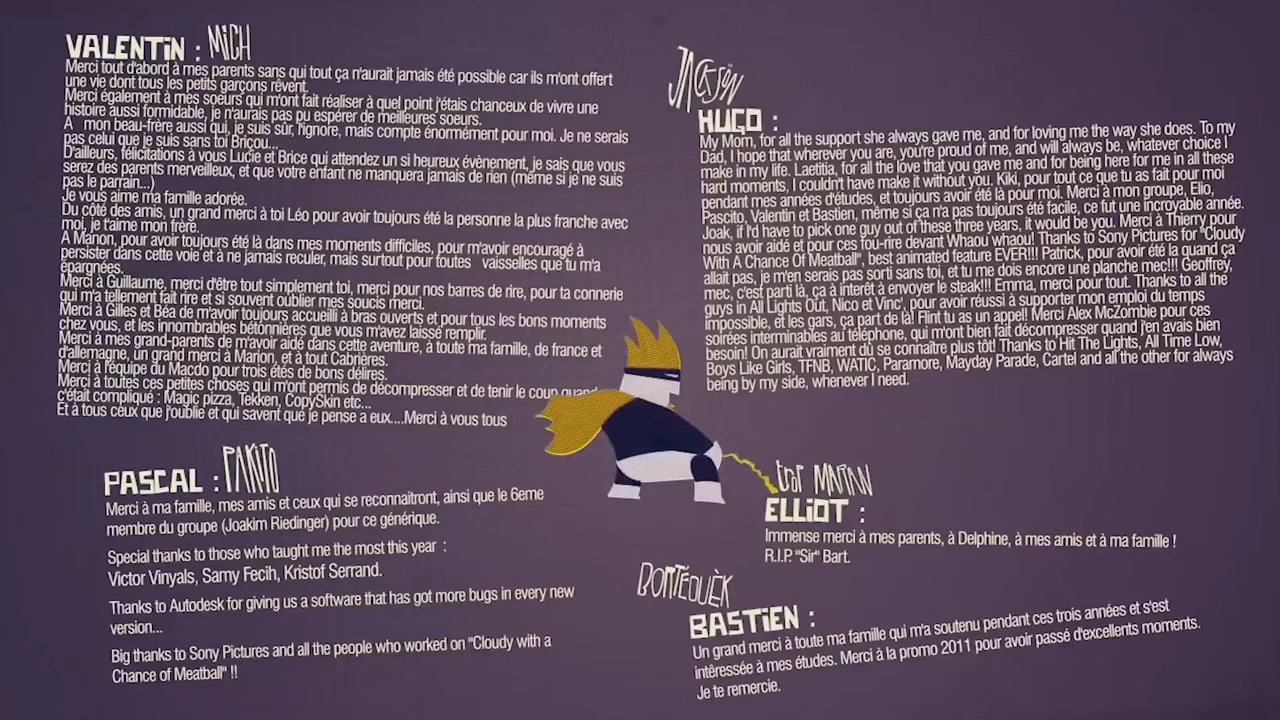 VALENTIN : MICH
Merci tout d'abord à mes parents sans qui tout ça n'aurait jamais été possible car ils m'ont offert
une vie dont tous les petits garçons rêvent.
Merci également à mes soeurs qui m'ont fait réaliser à quel point j'étais chanceux de vivre une
histoire aussi formidable, je n'aurais pas pu espérer de meilleures soeurs.
A mon beau-frère aussi qui, je suis sûr, l'ignore, mais compte énormément pour moi. Je ne serais
pas celui que je suis sans toi Briçou...
D'ailleurs, félicitations à vous Lucie et Brice qui attendez un si heureux évènement, je sais que vous
serez des parents merveilleux, et que votre enfant ne manquera jamais de rien (même si je ne suis
pas le parrain...)
Je vous aime ma famille adorée.
Du côté des amis, un grand merci à toi Léo pour avoir toujours été la personne la plus franche avec
moi, je t'aime mon frère.
A Manon, pour avoir toujours été là dans mes moments difficiles, pour m'avoir encouragé à
persister dans cette voie et à ne jamais reculer, mais surtout pour toutes vaisselles que tu m'a
épargnées.
Merci à Guillaume, merci d'être tout simplement toi, merci pour nos barres de rire, pour ta connerie
qui m'a tellement fait rire et si souvent oublier mes soucis merci.
Merci à Gilles et Béa de m'avoir toujours accueilli à bras ouverts et pour tous les bons moments
chez vous, et les innombrables bétonnières que vous m'avez laissé remplir.
Merci à mes grand-parents de m'avoir aidé dans cette aventure, à toute ma famille, de france et
d'allemagne, un grand merci à Marion, et à tout Cabrières.
Merci à l'équipe du Macdo pour trois étés de bons délires.
Merci à toutes ces petites choses qui m'ont permis de décompresser et de tenir le coup quand
c'était compliqué : Magic pizza, Tekken, CopySkin etc...
Et à tous ceux que j'oublie et qui savent que je pense a eux....Merci à vous tous
JACKSON
HUGO :
My Mom, for all the support she always gave me, and for loving me the way she does. To my
Dad, I hope that wherever you are, you're proud of me, and will always be, whatever choice I
make in my life. Laetitia, for all the love that you gave me and for being here for me in all these
hard moments, I couldn't have make it without you. Kiki, pour tout ce que tu as fait pour moi
pendant mes années d'études, et toujours avoir été là pour moi. Merci à mon groupe, Elio,
Pascito, Valentin et Bastien, même si ça n'a pas toujours été facile, ce fut une incroyable année.
Joak, if I'd have to pick one guy out of these three years, it would be you. Merci à Thierry pour
nous avoir aidé et pour ces fou-rire devant Whaou whaou! Thanks to Sony Pictures for "Cloudy
With A Chance Of Meatball", best animated feature EVER!!! Patrick, pour avoir été la quand ça
allait pas, je m'en serais pas sorti sans toi, et tu me dois encore une planche mec!!! Geoffrey,
mec, c'est parti là, ça à intérêt à envoyer le steak!!! Emma, merci pour tout. Thanks to all the
guys in All Lights Out, Nico et Vinc', pour avoir réussi à supporter mon emploi du temps
impossible, et les gars, ça part de là! Flint tu as un appel! Merci Alex McZombie pour ces
soirées interminables au téléphone, qui m'ont bien fait décompresser quand j'en avais bien
besoin! On aurait vraiment dû se connaître plus tôt! Thanks to Hit The Lights, All Time Low,
Boys Like Girls, TFNB, WATIC, Paramore, Mayday Parade, Cartel and all the other for always
being by my side, whenever I need.
PASCAL : PAKITO
Merci à ma famille, mes amis et ceux qui se reconnaitront, ainsi que le 6eme
membre du groupe (Joakim Riedinger) pour ce générique.
Special thanks to those who taught me the most this year :
Victor Vinyals, Samy Fecih, Kristof Serrand.
Thanks to Autodesk for giving us a software that has got more bugs in every new
version...
Big thanks to Sony Pictures and all the people who worked on "Cloudy with a
Chance of Meatball" !!
ELLIOT :
Immense merci à mes parents, à Delphine, à mes amis et à ma famille !
R.I.P. "Sir" Bart.
BASTIEN :
Un grand merci à toute ma famille qui m'a soutenu pendant ces trois années et s'est
intêressée à mes études. Merci à la promo 2011 pour avoir passé d'excellents moments.
Je te remercie.